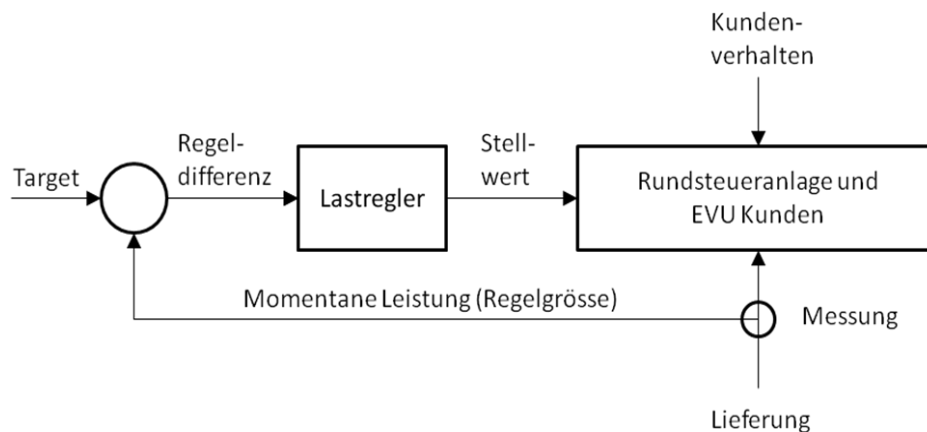 Kunden-
verhalten
Target
Regel-
differenz
Lastregler
Stell-
wert
Rundsteueranlage und
EVU Kunden
Momentane Leistung (Regelgrösse)
Messung
Lieferung